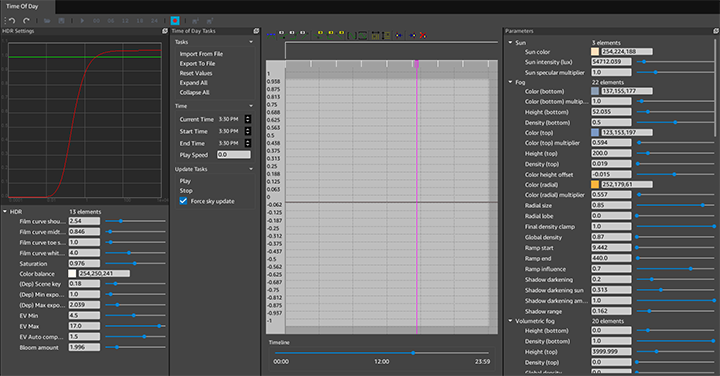 Time Of Day
HDR Settings
HDR 13 elements
Film curve shou... 2.54
Film curve midt... 0.846
Film curve toe s... 1.0
Film curve whit... 4.0
Saturation 0.976
Color balance 254,250,241
(Dep) Scene key 0.18
(Dep) Min expo... 1.0
(Dep) Max expo... 2.039
EV Min 4.5
EV Max 17.0
EV Auto comp... 1.5
Bloom amount 1.996
Time of Day Tasks
Tasks
Import From File
Export To File
Reset Values
Expand All
Collapse All
Time
Current Time 3:30 PM
Start Time 3:30 PM
End Time 3:30 PM
Play Speed 0.0
Update Tasks
Play
Stop
Force sky update
1
0.938
0.875
0.813
0.75
0.688
0.625
0.563
0.5
0.438
0.375
0.313
0.25
0.188
0.125
0.062
0
-0.062
-0.125
-0.187
-0.25
-0.312
-0.375
-0.437
-0.5
-0.562
-0.625
-0.687
-0.75
-0.812
-0.875
-0.937
-1
Timeline
00:00 12:00 23:59
Parameters
Sun 3 elements
Sun color 254,224,188
Sun intensity (lux) 54712.039
Sun specular multiplier 1.0
Fog 22 elements
Color (bottom) 137,155,177
Color (bottom) multip... 1.0
Height (bottom) 52.035
Density (bottom) 0.5
Color (top) 123,153,197
Color (top) multiplier 0.594
Height (top) 200.0
Density (top) 0.019
Color height offset -0.015
Color (radial) 252,179,61
Color (radial) multiplier 0.557
Radial size 0.85
Radial lobe 0.0
Final density clamp 1.0
Global density 0.87
Ramp start 9.442
Ramp end 440.0
Ramp influence 0.7
Shadow darkening 0.2
Shadow darkening sun 0.313
Shadow darkening am... 1.0
Shadow range 0.162
Volumetric fog 20 elements
Height (bottom) 0.0
Density (bottom) 1.0
Height (top) 3999.999
Density (top) 0.0
Global density